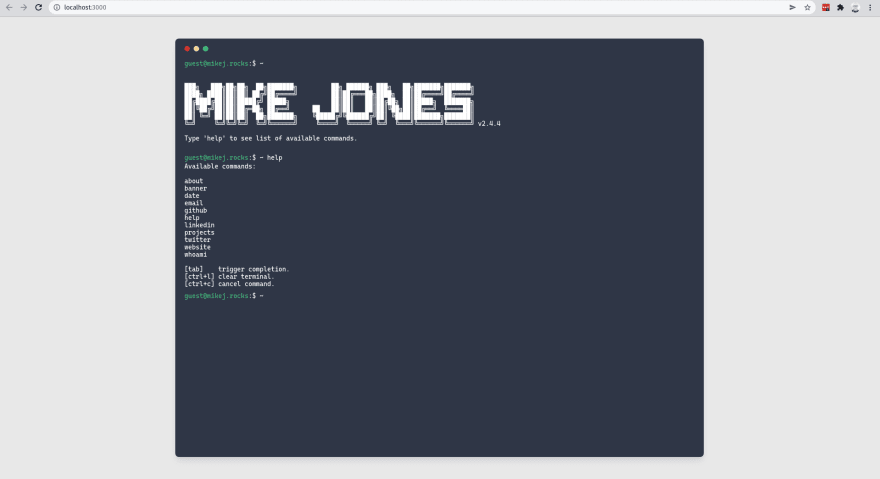 localhost:3000
guest@mikej.rocks:$ ~
MIKE JONES v2.4.4
Type 'help' to see list of available commands.
guest@mikej.rocks:$ ~ help
Available commands:
about
banner
date
email
github
help
linkedin
projects
twitter
website
whoami
[tab]    trigger completion.
[ctrl+l] clear terminal.
[ctrl+c] cancel command.
guest@mikej.rocks:$ ~